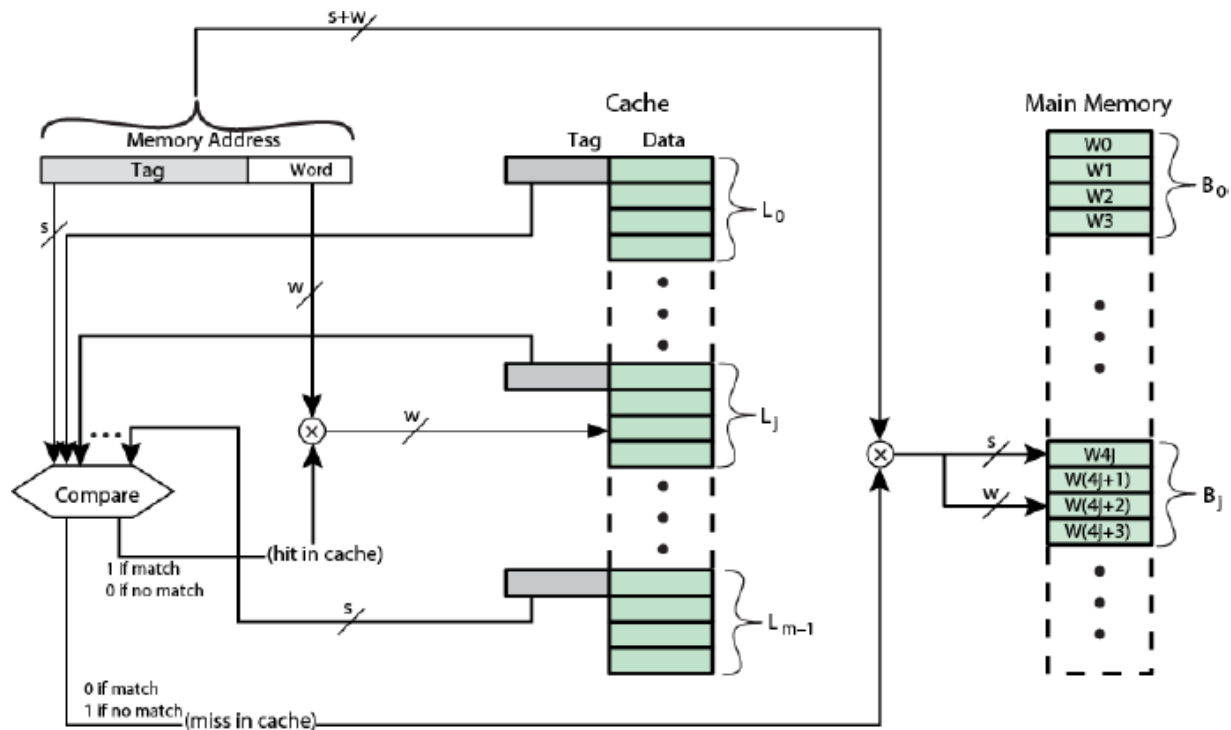 s+w
Cache
Main Memory
Memory Address
Tag
Data
Tag
Word
W0
W1
W2
W3
B0
L0
s
w
w
Lj
• • •
Compare
(hit in cache)
1 if match
0 if no match
s
w
W4j
W(4j+1)
W(4j+2)
W(4j+3)
Bj
s
Lm–1
0 if match
1 if no match
(miss in cache)